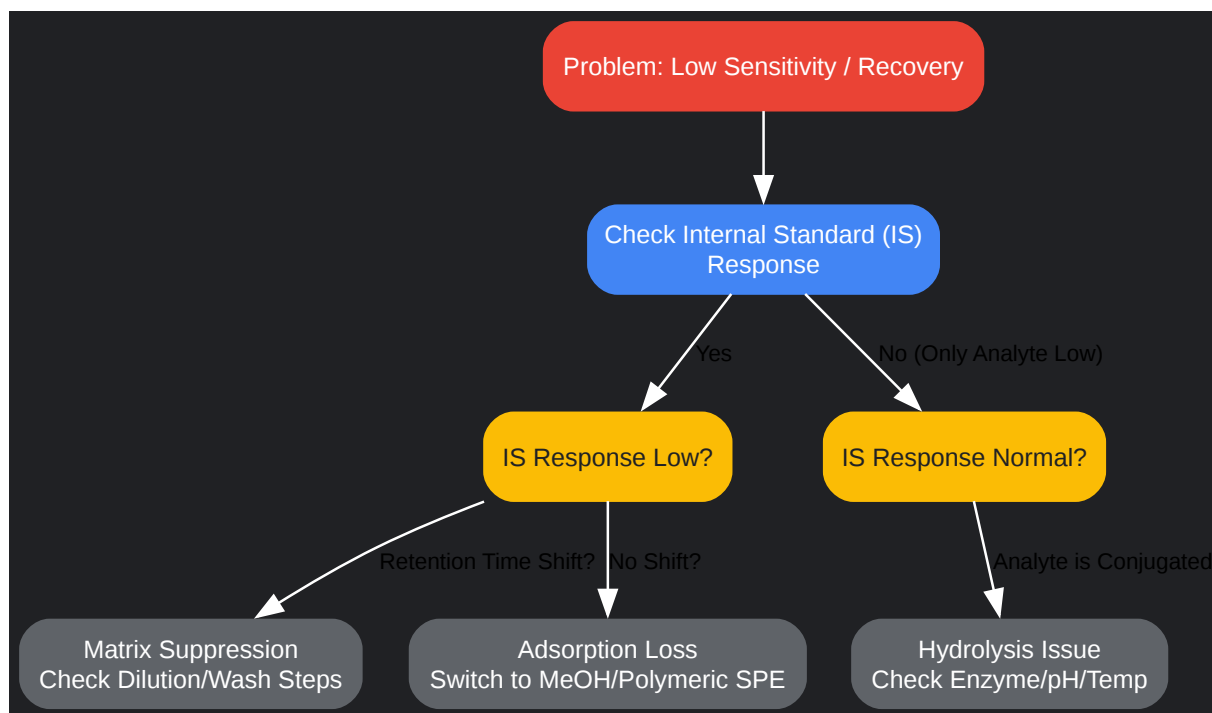 Problem: Low Sensitivity / Recovery
Check Internal Standard (IS)
Response
Yes
No (Only Analyte Low)
IS Response Low?
IS Response Normal?
Retention Time Shift?
No Shift?
Analyte is Conjugated
Matrix Suppression
Check Dilution/Wash Steps
Adsorption Loss
Switch to MeOH/Polymeric SPE
Hydrolysis Issue
Check Enzyme/pH/Temp